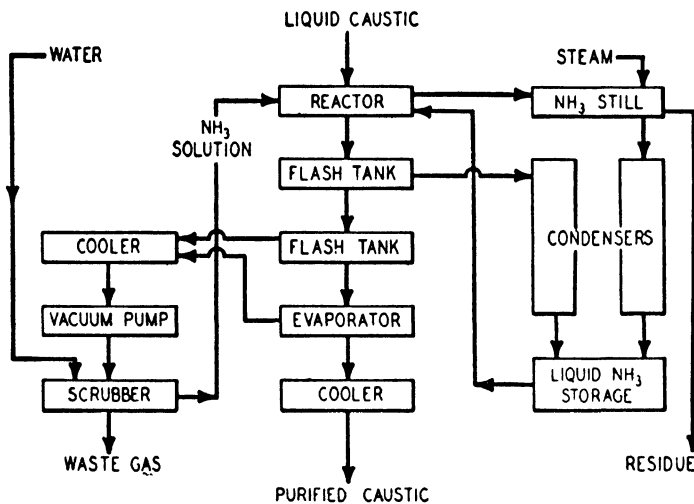 LIQUID CAUSTIC
WATER
STEAM
REACTOR
NH₃ STILL
NH₃
SOLUTION
FLASH TANK
COOLER
FLASH TANK
CONDENSERS
VACUUM PUMP
EVAPORATOR
SCRUBBER
COOLER
LIQUID NH₃
STORAGE
WASTE GAS
RESIDUE
PURIFIED CAUSTIC